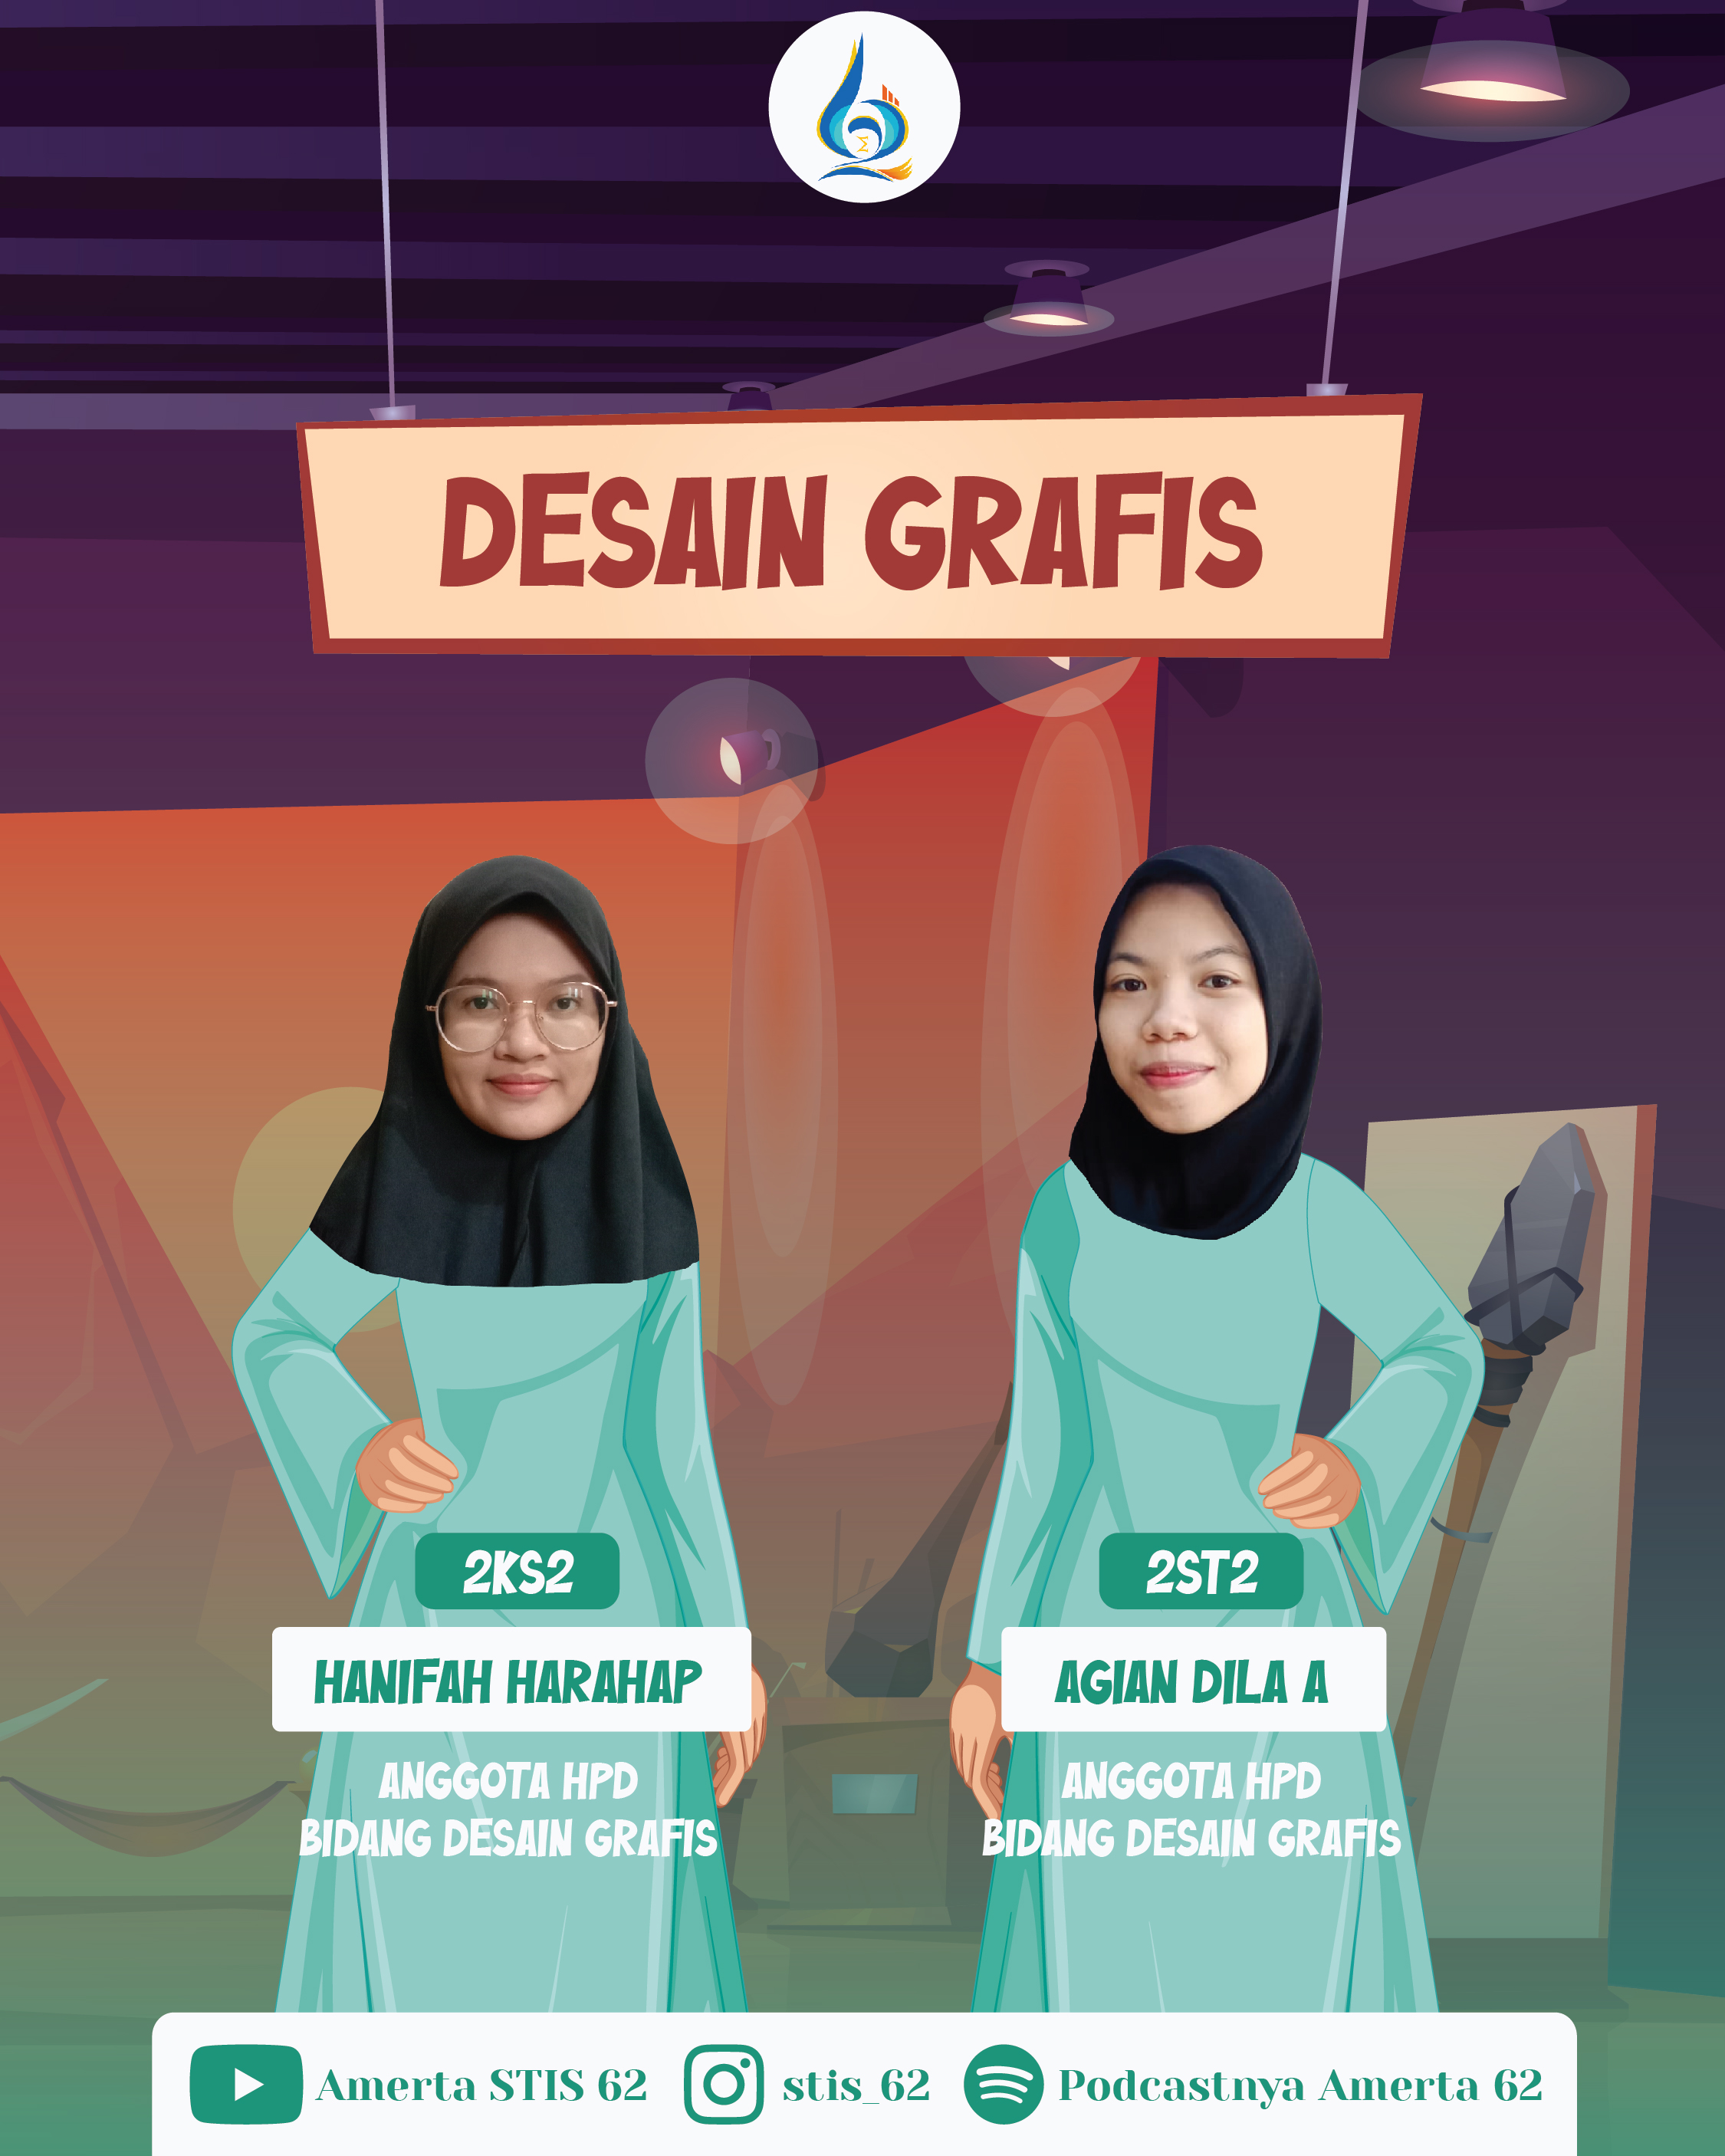 DESAIN GRAFIS
2KS2
HANIFAH HARAHAP
ANGGOTA HPD
BIDANG DESAIN GRAFIS
2ST2
AGIAN DILA A
ANGGOTA HPD
BIDANG DESAIN GRAFIS
Amerta STIS 62
stis_62
Podcastnya Amerta 62